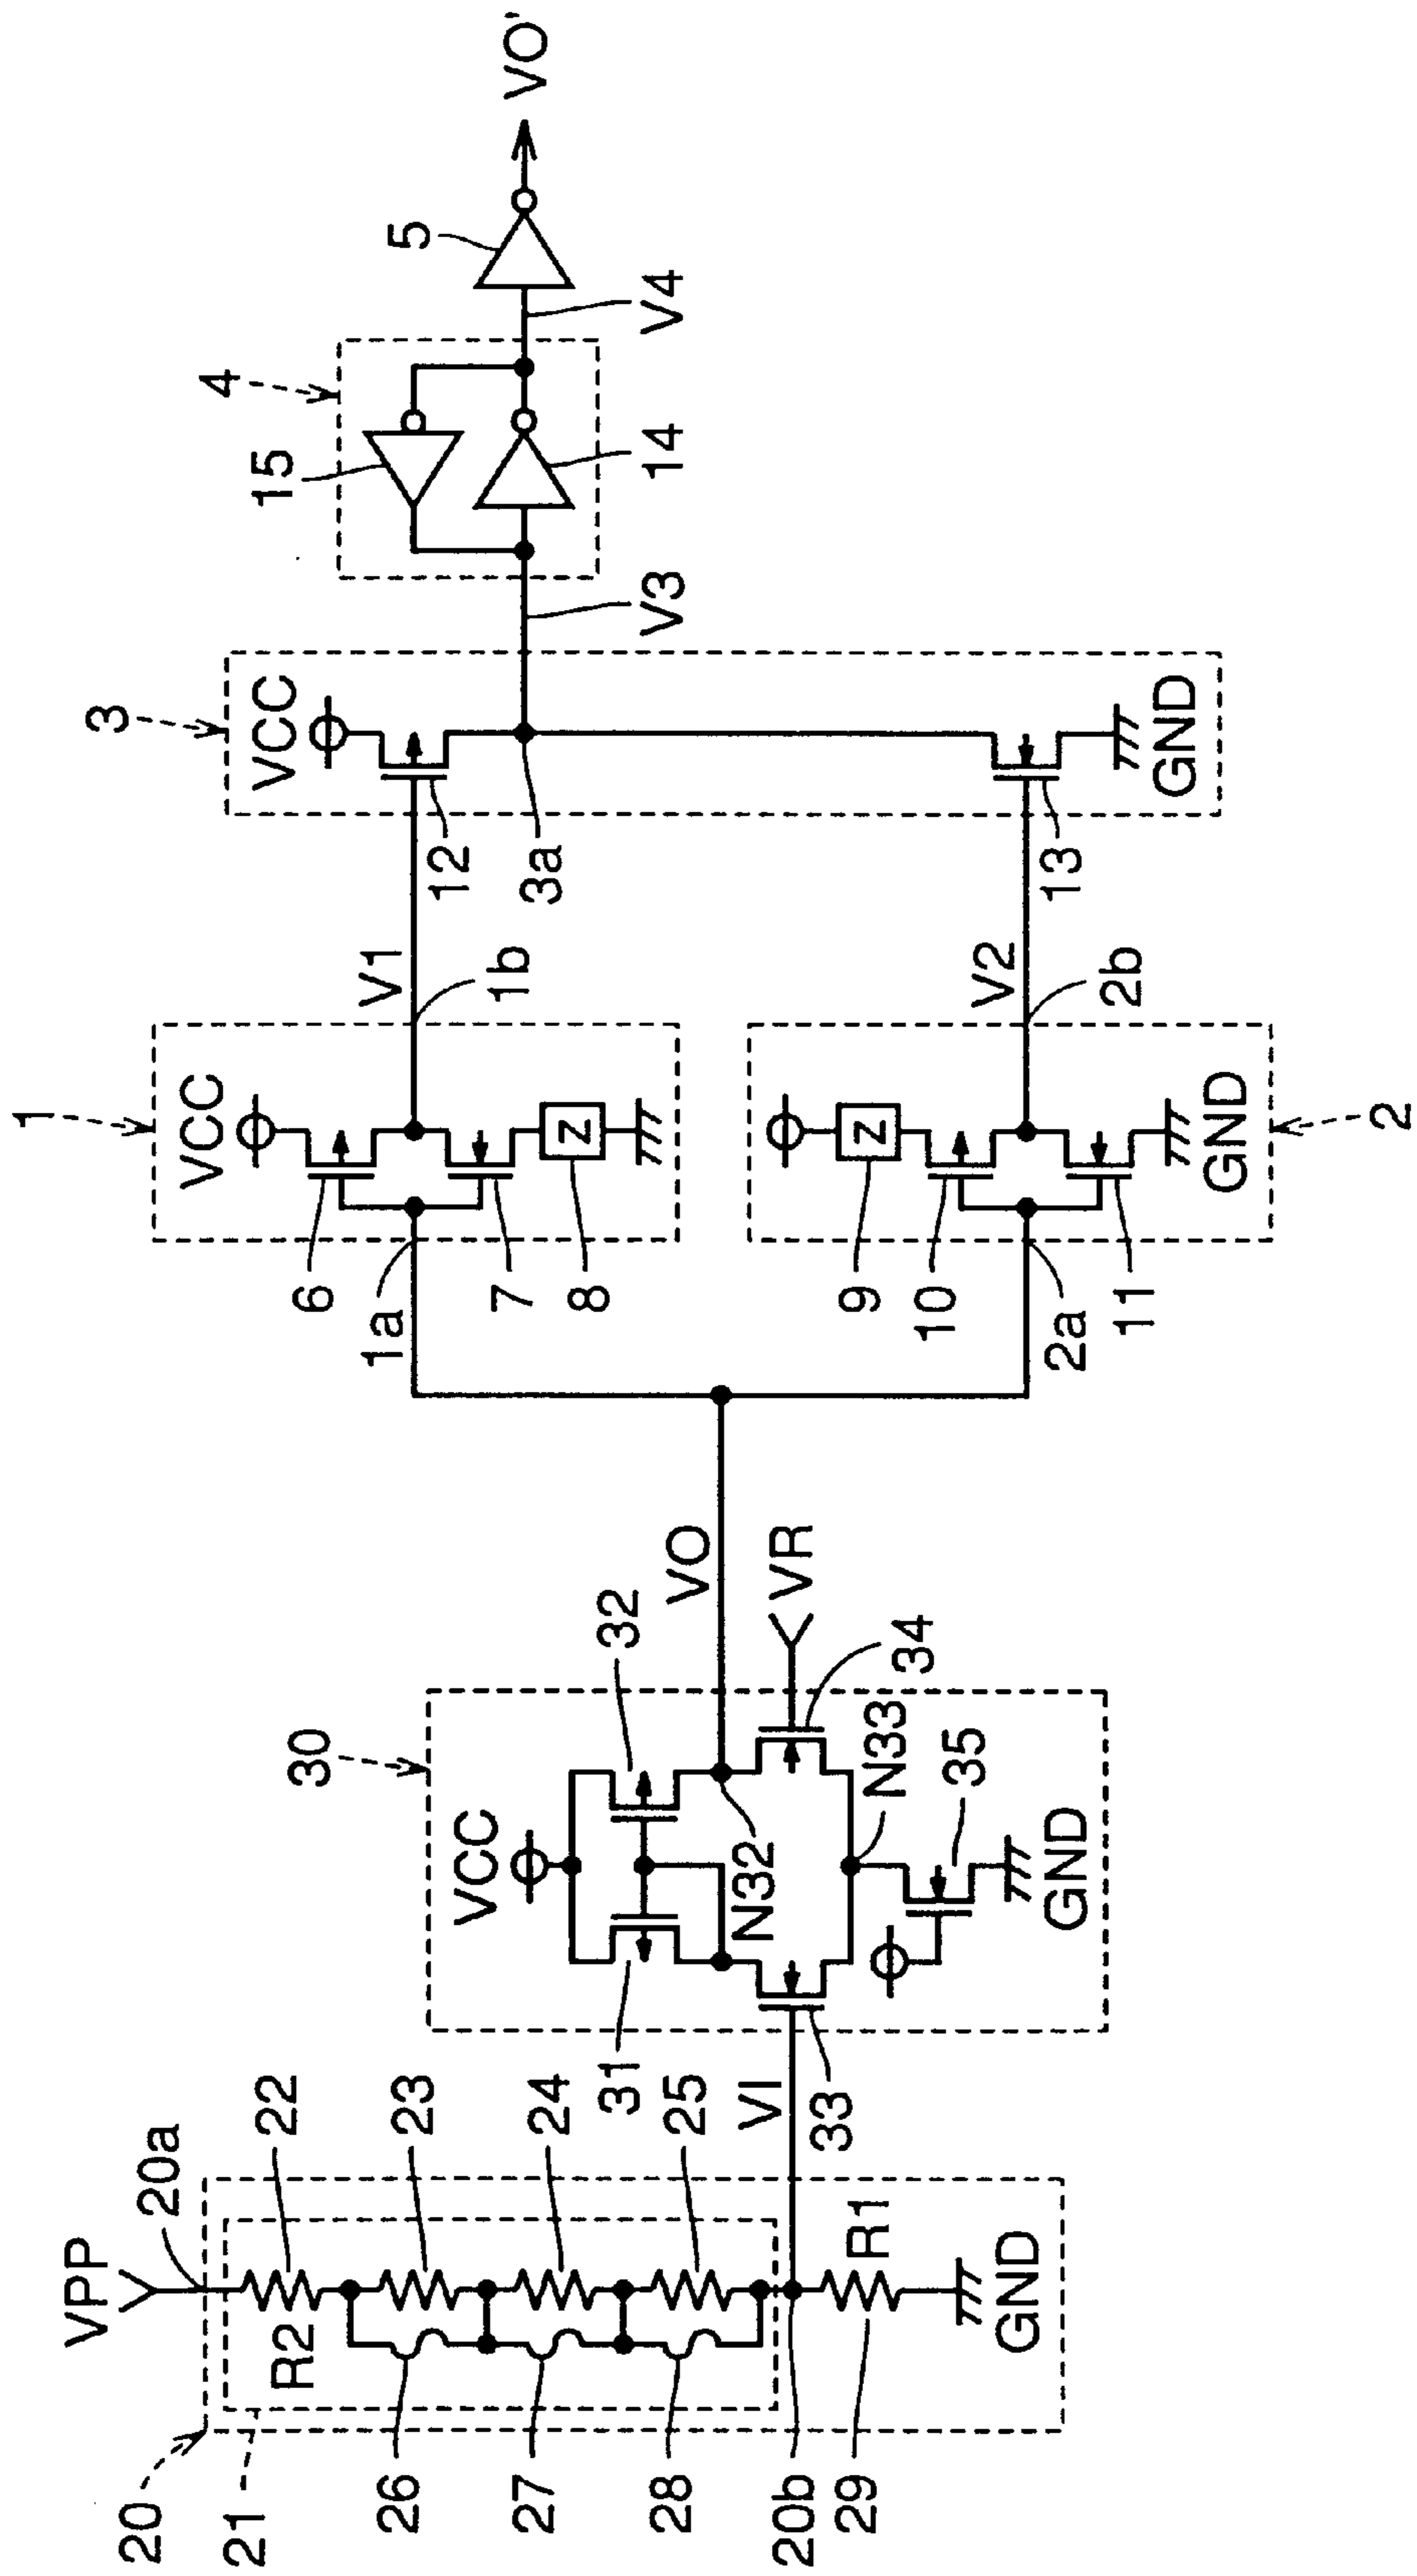 VPP
20a
20
21
22
R2
23
24
25
26
27
28
20b
29
R1
GND
VI
30
VCC
31
32
33
34
N32
N33
35
GND
VR
VO
1
VCC
6
7
8
1a
1b
V1
2
9
10
11
2a
2b
V2
GND
Z
Z
3
VCC
12
3a
13
GND
V3
4
15
14
V4
5
VO'